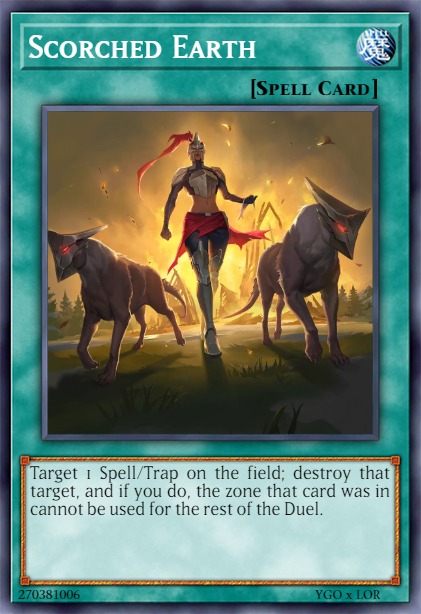 Scorched Earth
魔
[Spell Card]
Target 1 Spell/Trap on the field; destroy that
target, and if you do, the zone that card was in
cannot be used for the rest of the Duel.
270381006 YGO x LOR